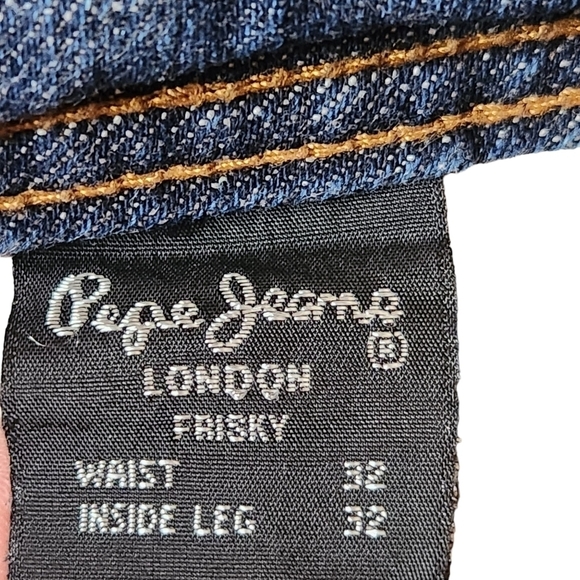 Pepe Jeans
®
LONDON
FRISKY
WAIST 32
INSIDE LEG 32